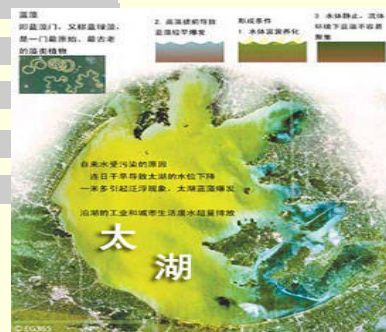 蓝藻
即蓝藻门，又称蓝绿藻，
是一门最原始、最古老
的藻类植物
2. 高温提前导致
蓝藻较早爆发
形成条件
1. 水体富营养化
3. 水体静止，流体
环境下蓝藻不容易
聚集
自来水受污染的原因
连日干旱导致太湖的水位下降
一米多引起泛浮现象，太湖蓝藻爆发
沿湖的工业和城市生活废水超量排放
太
湖